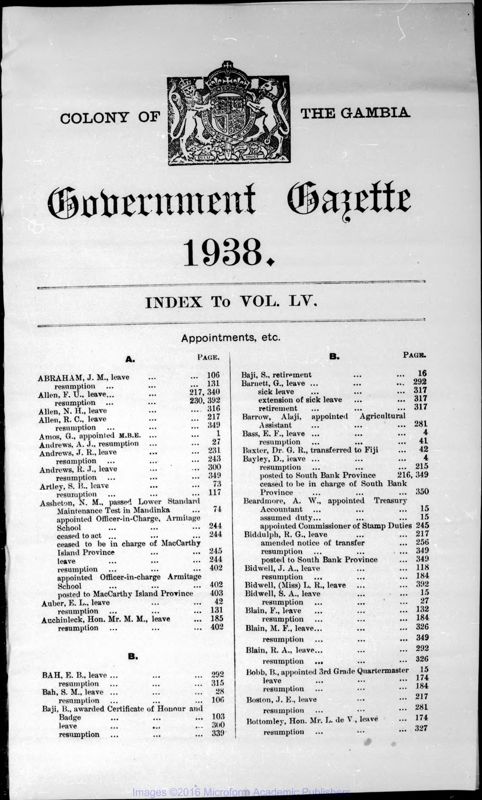 COLONY OF THE GAMBIA
Government Gazette
1938.
INDEX To VOL. LV.
Appointments, etc.
A. PAGE.
ABRAHAM, J. M., leave ... ... 106
resumption ... ... ... 131
Allen, F. U., leave... ... 217, 340
resumption ... ... 230, 392
Allen, N. H., leave ... ... 316
Allen, R. C., leave ... ... 217
resumption ... ... ... 349
Amos, G., appointed M.B.E. ... ... 1
Andrews, A. J., resumption ... ... 27
Andrews, J. R., leave ... ... 231
resumption ... ... ... 243
Andrews, R. J., leave ... ... 300
resumption ... ... ... 349
Artley, S. B., leave ... ... 73
resumption ... ... ... 117
Assheton, N. M., passed Lower Standard
Maintenance Test in Mandinka ... 74
appointed Officer-in-Charge, Armitage
School ... ... ... 244
ceased to act ... ... ... 244
ceased to be in charge of MacCarthy
Island Province ... ... 245
leave ... ... ... 244
resumption ... ... ... 402
appointed Officer-in-charge Armitage
School ... ... ... 402
posted to MacCarthy Island Province 403
Auber, E. L., leave ... ... 42
resumption ... ... ... 131
Auchinleck, Hon. Mr. M. M., leave ... 185
resumption ... ... ... 402
B.
BAH, E. B., leave ... ... ... 292
resumption ... ... ... 315
Bah, S. M., leave ... ... ... 28
resumption ... ... ... 106
Baji, B., awarded Certificate of Honour and
Badge ... ... ... 103
leave ... ... ... 300
resumption ... ... ... 339
B. PAGE.
Baji, S., retirement ... ... 16
Barnett, G., leave ... ... ... 292
sick leave ... ... ... 317
extension of sick leave ... ... 317
retirement ... ... ... 317
Barrow, Alaji, appointed Agricultural
Assistant ... ... ... 281
Bass, E. F., leave ... ... ... 4
resumption ... ... ... 41
Baxter, Dr. G. R., transferred to Fiji ... 42
Bayley, D., leave ... ... ... 4
resumption ... ... ... 215
posted to South Bank Province 216, 349
ceased to be in charge of South Bank
Province ... ... ... 350
Beardmore, A. W., appointed Treasury
Accountant ... ... ... 15
assumed duty... ... ... 15
appointed Commissioner of Stamp Duties 245
Biddulph, R. G., leave ... ... 217
amended notice of transfer ... 256
resumption ... ... ... 349
posted to South Bank Province ... 349
Bidwell, J. A., leave ... ... 118
resumption ... ... ... 184
Bidwell, (Miss) L. R., leave ... ... 392
Bidwell, S. A., leave ... ... 15
resumption ... ... ... 27
Blain, F., leave ... ... ... 132
resumption ... ... ... 184
Blain, M. F., leave... ... ... 326
resumption ... ... ... 349
Blain, R. A., leave... ... ... 292
resumption ... ... ... 326
Bobb, B., appointed 3rd Grade Quartermaster 15
leave ... ... ... 174
resumption ... ... ... 184
Boston, J. E., leave ... ... 217
resumption ... ... ... 281
Bottomley, Hon. Mr. L. de V., leave ... 174
resumption ... ... ... 327
Images ©2016 Microform Academic Publishers